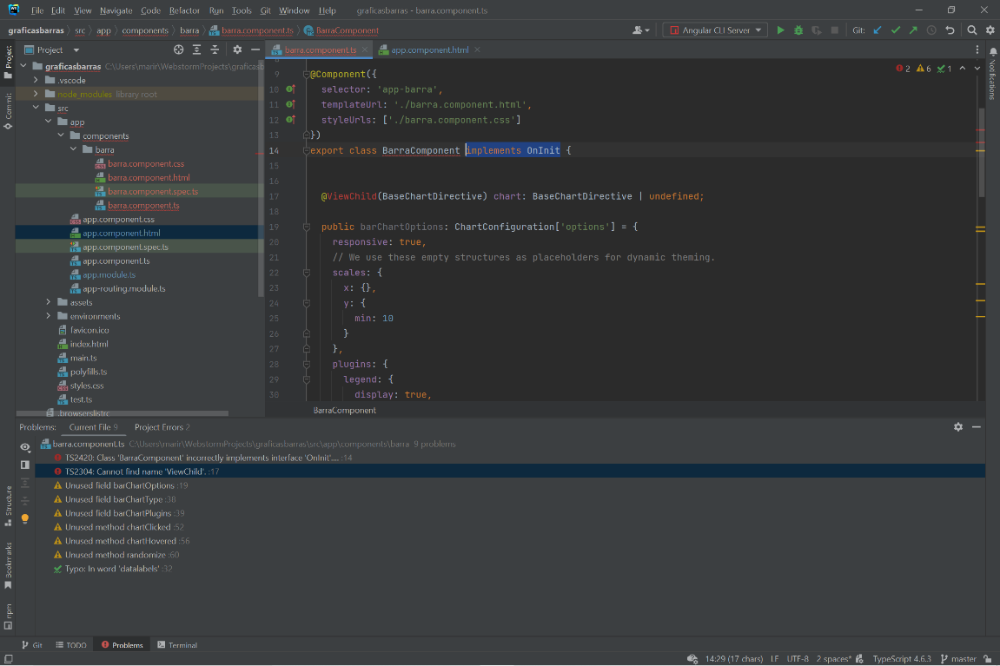 WS File Edit View Navigate Code Refactor Run Tools Git Window Help graficasbarras - barra.component.ts
graficasbarras src app components barra barra.component.ts BarraComponent Angular CLI Server Git:
Project
barra.component.ts app.component.html
graficasbarras C:\Users\marir\WebstormProjects\graficasb
.vscode
node_modules library root
src
app
components
barra
barra.component.css
barra.component.html
barra.component.spec.ts
barra.component.ts
app.component.css
app.component.html
app.component.spec.ts
app.component.ts
app.module.ts
app-routing.module.ts
assets
environments
favicon.ico
index.html
main.ts
polyfills.ts
styles.css
test.ts
.browserslistrc
2 6 1
9 @Component({
10 selector: 'app-barra',
11 templateUrl: './barra.component.html',
12 styleUrls: ['./barra.component.css']
13 })
14 export class BarraComponent implements OnInit {
15
16
17 @ViewChild(BaseChartDirective) chart: BaseChartDirective | undefined;
18
19 public barChartOptions: ChartConfiguration['options'] = {
20 responsive: true,
21 // We use these empty structures as placeholders for dynamic theming.
22 scales: {
23 x: {},
24 y: {
25 min: 10
26 }
27 },
28 plugins: {
29 legend: {
30 display: true,
BarraComponent
Project
Commit
Structure
Bookmarks
npm
Notifications
Problems: Current File 9 Project Errors 2
barra.component.ts C:\Users\marir\WebstormProjects\graficasbarras\src\app\components\barra 9 problems
TS2420: Class 'BarraComponent' incorrectly implements interface 'OnInit'.... :14
TS2304: Cannot find name 'ViewChild'. :17
Unused field barChartOptions :19
Unused field barChartType :38
Unused field barChartPlugins :39
Unused method chartClicked :52
Unused method chartHovered :56
Unused method randomize :60
Typo: In word 'datalabels' :32
Git TODO Problems Terminal
14:29 (17 chars) LF UTF-8 2 spaces* TypeScript 4.6.3 master